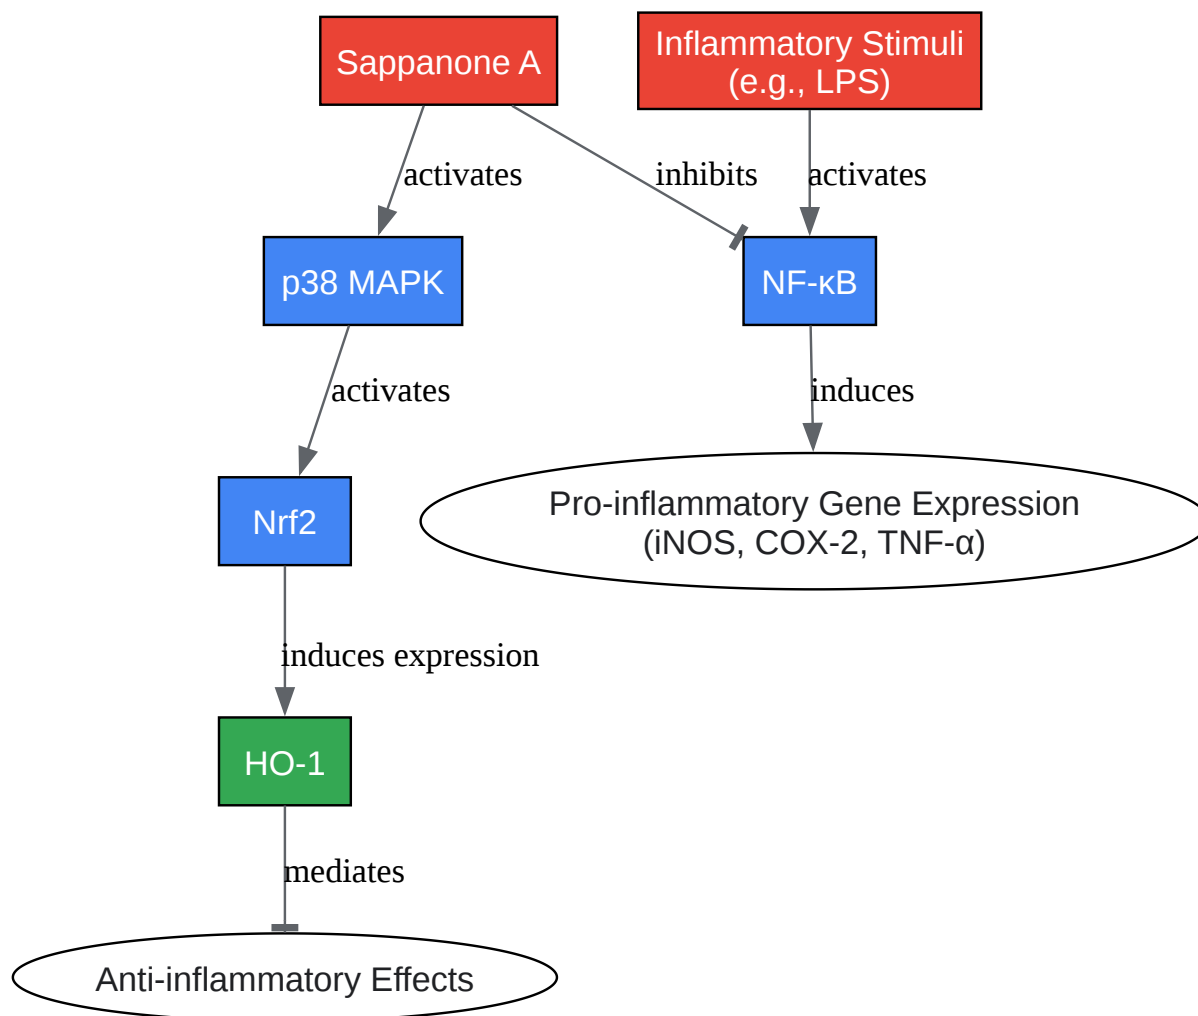 Sappanone A
Inflammatory Stimuli
(e.g., LPS)
activates
inhibits
activates
p38 MAPK
NF-κB
activates
induces
Nrf2
Pro-inflammatory Gene Expression
(iNOS, COX-2, TNF-α)
induces expression
HO-1
mediates
Anti-inflammatory Effects